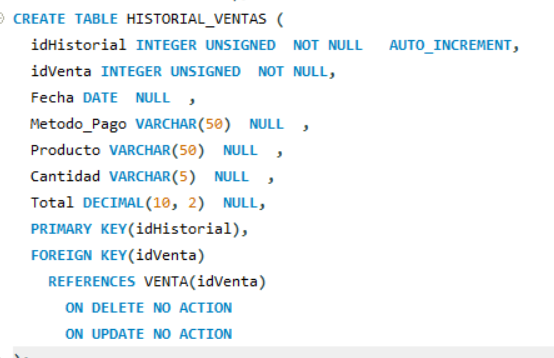 CREATE TABLE HISTORIAL_VENTAS (
idHistorial INTEGER UNSIGNED NOT NULL AUTO_INCREMENT,
idVenta INTEGER UNSIGNED NOT NULL,
Fecha DATE NULL ,
Metodo_Pago VARCHAR(50) NULL ,
Producto VARCHAR(50) NULL ,
Cantidad VARCHAR(5) NULL ,
Total DECIMAL(10, 2) NULL,
PRIMARY KEY(idHistorial),
FOREIGN KEY(idVenta)
REFERENCES VENTA(idVenta)
ON DELETE NO ACTION
ON UPDATE NO ACTION